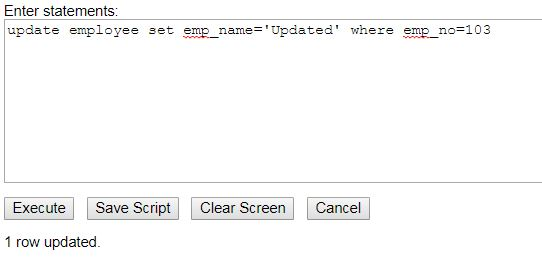 Enter statements:
update employee set emp_name='Updated' where emp_no=103
Execute Save Script Clear Screen Cancel
1 row updated.